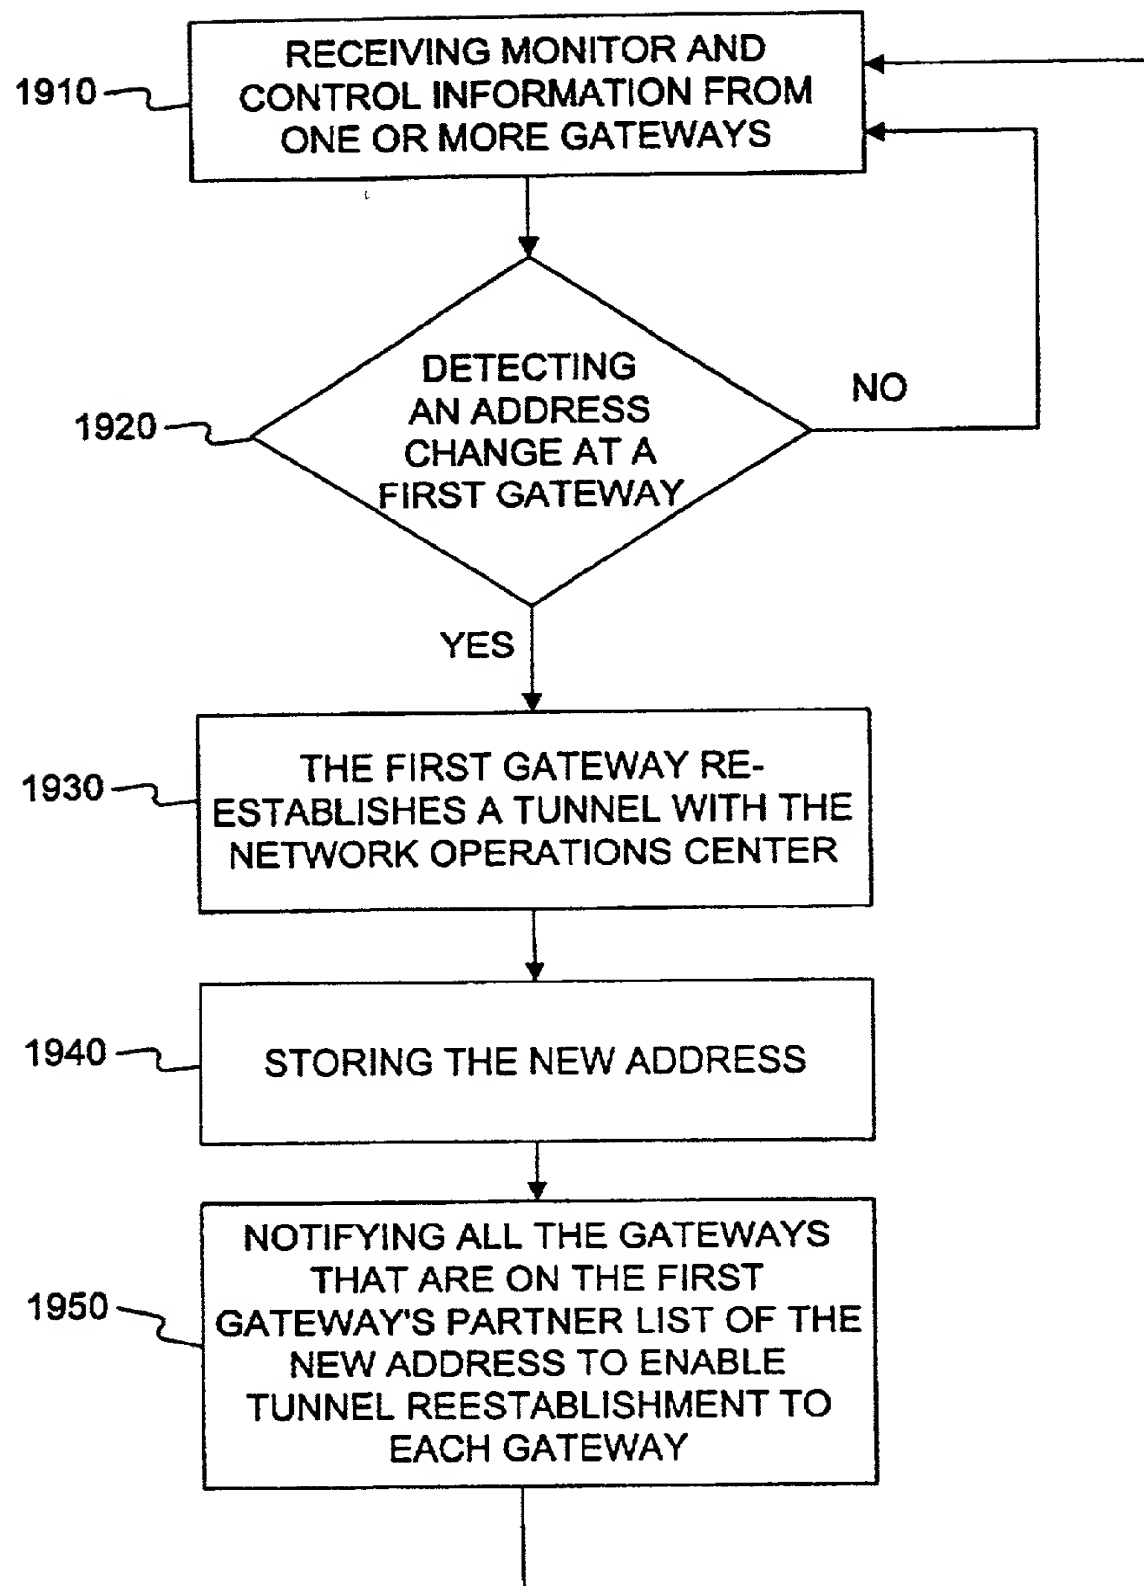 RECEIVING MONITOR AND
1910
CONTROL INFORMATION FROM
ONE OR MORE GATEWAYS
DETECTING
AN ADDRESS
NO
1920
CHANGE AT A
FIRST GATEWAY
YES
THE FIRST GATEWAY RE-
1930
ESTABLISHES A TUNNEL WITH THE
NETWORK OPERATIONS CENTER
1940
STORING THE NEW ADDRESS
NOTIFYING ALL THE GATEWAYS
THAT ARE ON THE FIRST
1950
GATEWAY'S PARTNER LIST OF THE
NEW ADDRESS TO ENABLE
TUNNEL REESTABLISHMENT TO
EACH GATEWAY